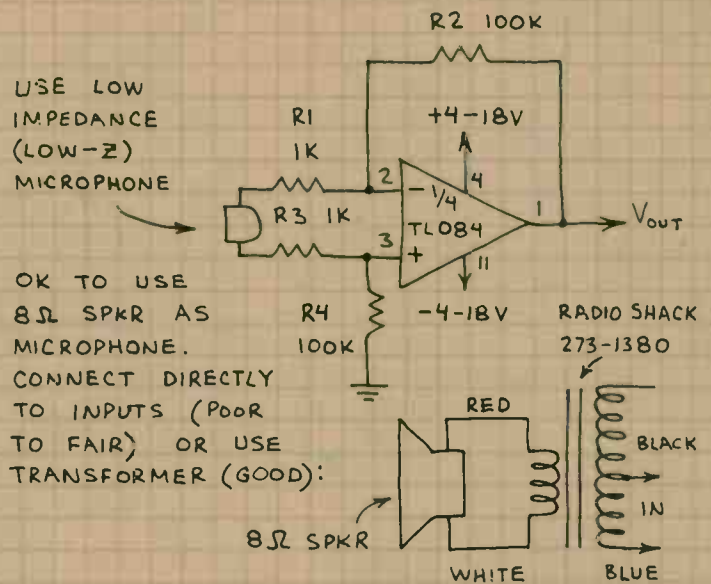 R2 100K
USE LOW
IMPEDANCE
(LOW-Z)
MICROPHONE
R1
1K
+4-18V
2
-
1/4
4
TL084
1
VOUT
R3 1K
3
+
11
-4-18V
R4
100K
OK TO USE
8Ω SPKR AS
MICROPHONE.
CONNECT DIRECTLY
TO INPUTS (POOR
TO FAIR) OR USE
TRANSFORMER (GOOD):
RADIO SHACK
273-1380
RED
BLACK
IN
8Ω SPKR
WHITE
BLUE